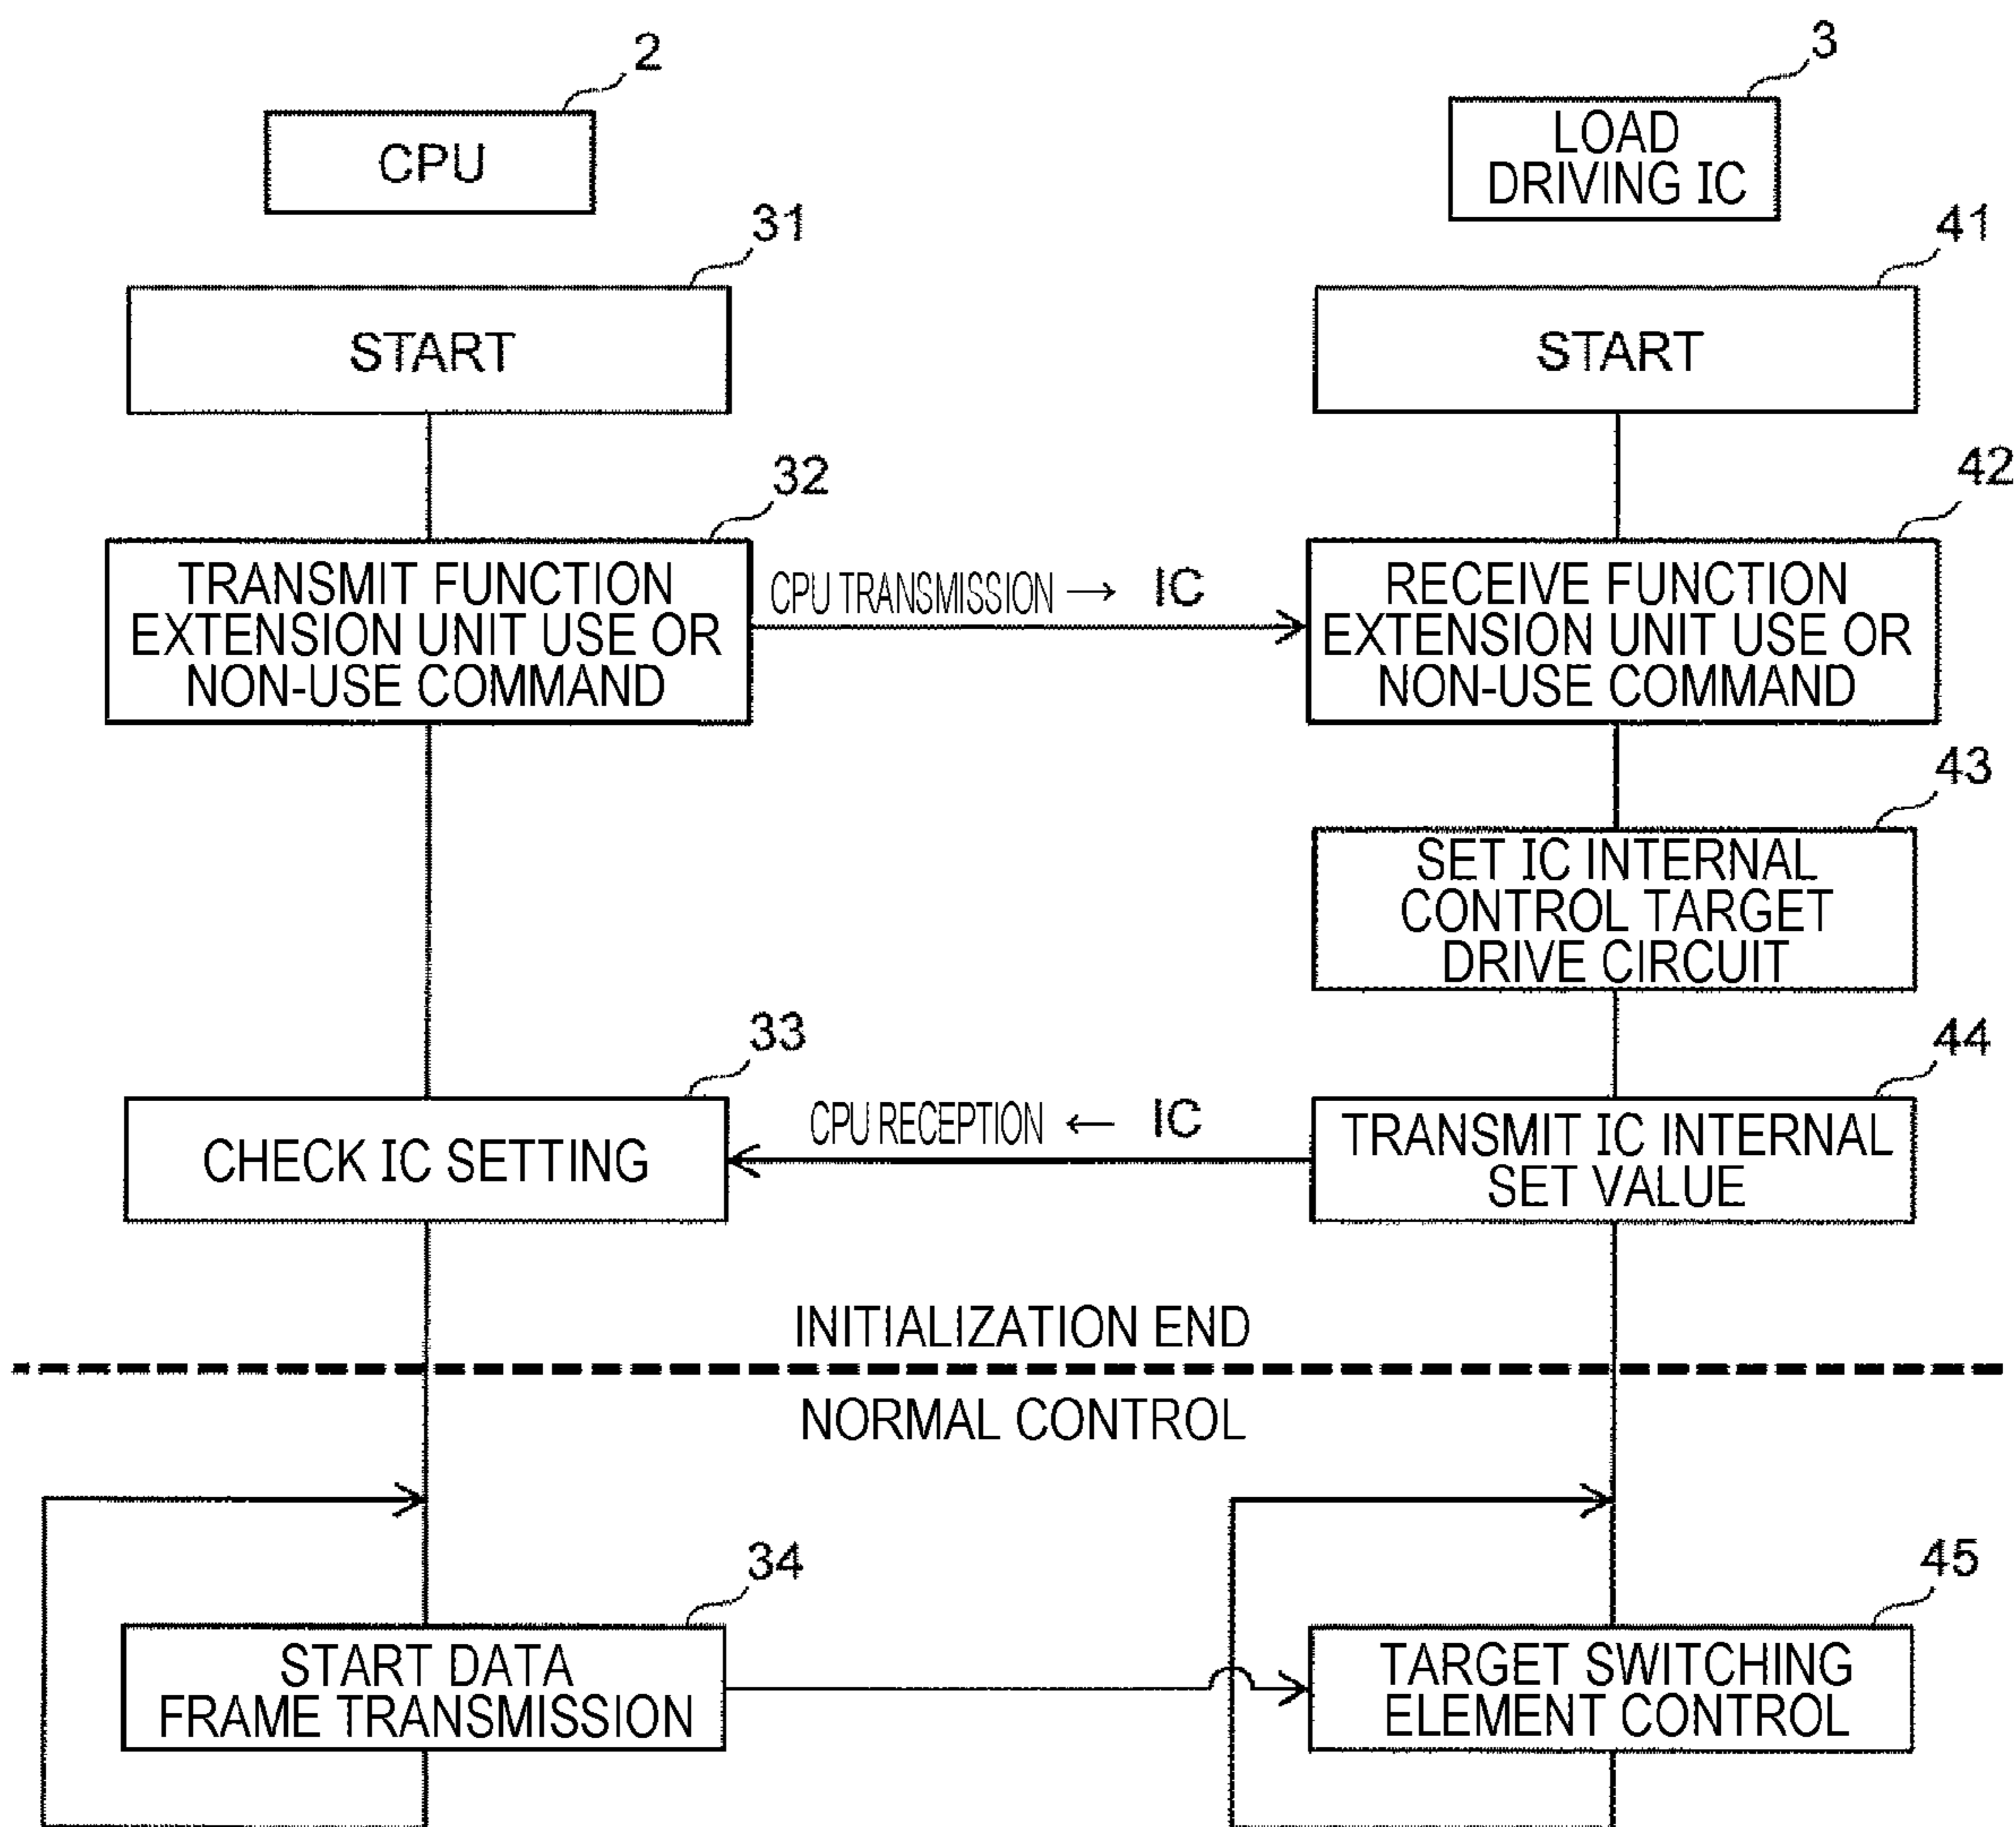 2
3
CPU
LOAD
DRIVING IC
31
41
START
START
32
42
TRANSMIT FUNCTION
EXTENSION UNIT USE OR
NON-USE COMMAND
CPU TRANSMISSION → IC
RECEIVE FUNCTION
EXTENSION UNIT USE OR
NON-USE COMMAND
43
SET IC INTERNAL
CONTROL TARGET
DRIVE CIRCUIT
33
44
CHECK IC SETTING
CPU RECEPTION ← IC
TRANSMIT IC INTERNAL
SET VALUE
INITIALIZATION END
NORMAL CONTROL
34
45
START DATA
FRAME TRANSMISSION
TARGET SWITCHING
ELEMENT CONTROL